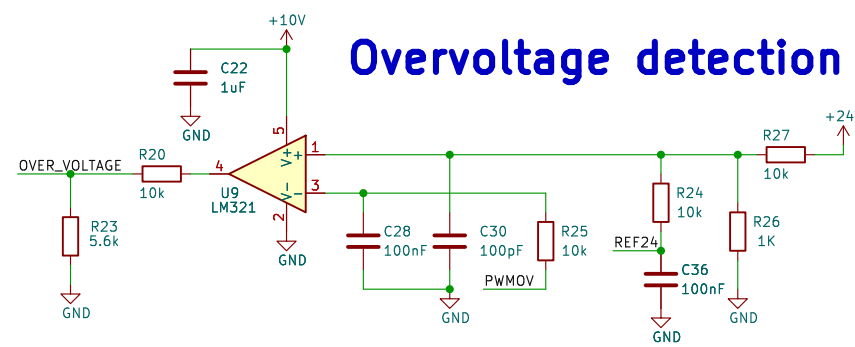 +10V
Overvoltage detection
C22
1uF
GND
5
+24
R27
10k
1
V+
+
OVER_VOLTAGE
R20
10k
4
U9
LM321
V-
-
3
2
GND
R23
5.6k
GND
C28
100nF
C30
100pF
R25
10k
PWMOV
GND
R24
10k
REF24
C36
100nF
GND
R26
1K
GND